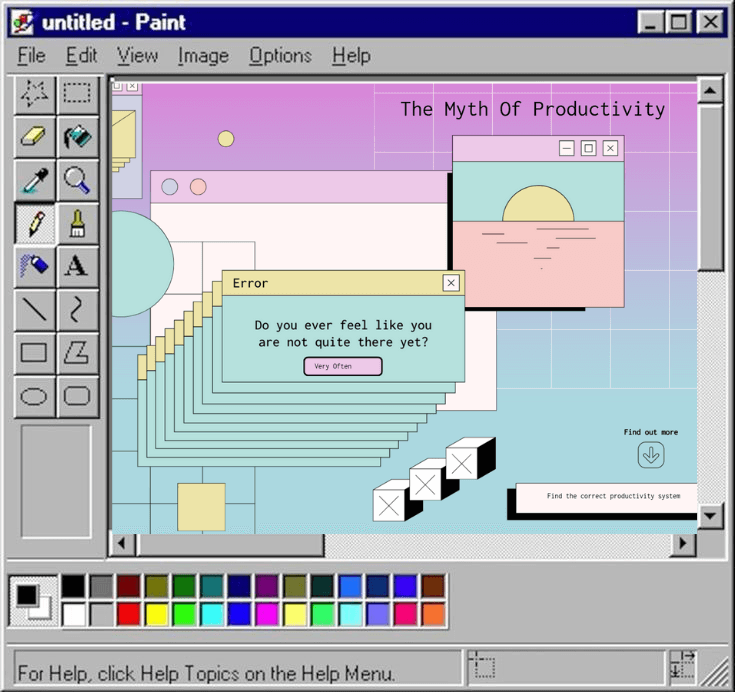 untitled - Paint
File Edit View Image Options Help
The Myth Of Productivity
Error
Do you ever feel like you
are not quite there yet?
Very Often
Find out more
Find the correct productivity system
A
For Help, click Help Topics on the Help Menu.